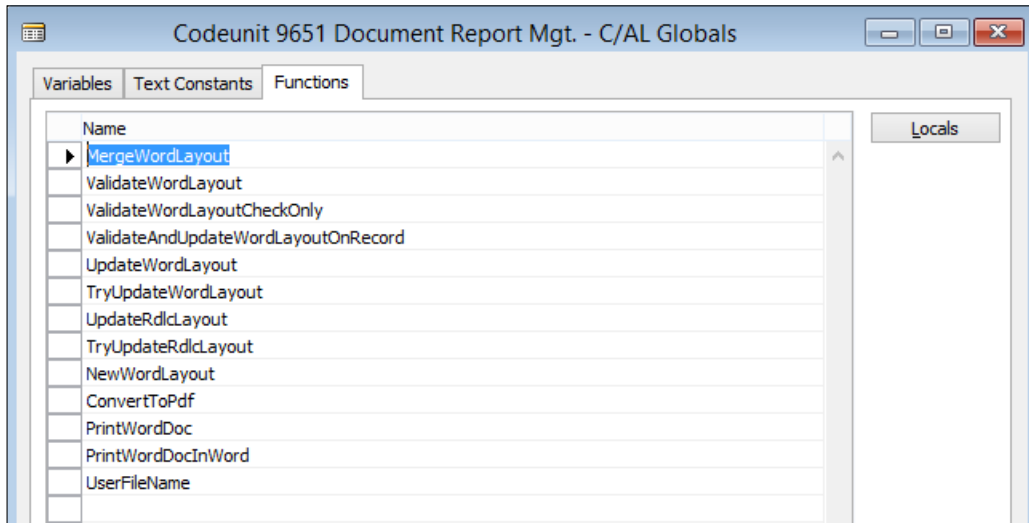 Codeunit 9651 Document Report Mgt. - C/AL Globals
Variables Text Constants Functions
Name
Locals
MergeWordLayout
ValidateWordLayout
ValidateWordLayoutCheckOnly
ValidateAndUpdateWordLayoutOnRecord
UpdateWordLayout
TryUpdateWordLayout
UpdateRdlcLayout
TryUpdateRdlcLayout
NewWordLayout
ConvertToPdf
PrintWordDoc
PrintWordDocInWord
UserFileName